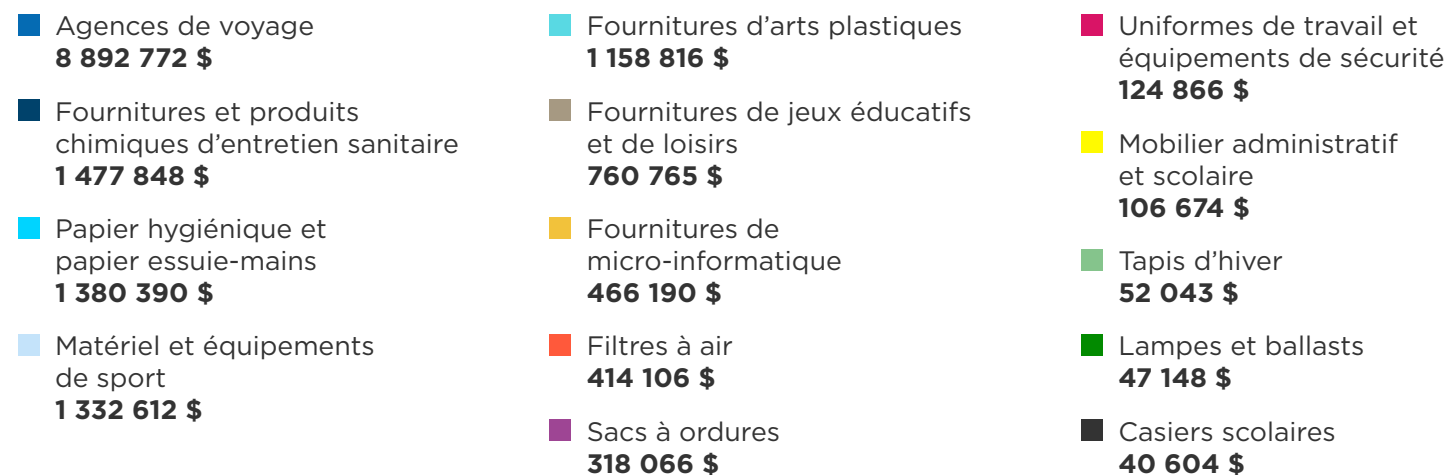 Agences de voyage
8 892 772 $
Fournitures et produits
chimiques d'entretien sanitaire
1 477 848 $
Papier hygiénique et
papier essuie-mains
1 380 390 $
Matériel et équipements
de sport
1 332 612 $
Fournitures d'arts plastiques
1 158 816 $
Fournitures de jeux éducatifs
et de loisirs
760 765 $
Fournitures de
micro-informatique
466 190 $
Filtres à air
414 106 $
Sacs à ordures
318 066 $
Uniformes de travail et
équipements de sécurité
124 866 $
Mobilier administratif
et scolaire
106 674 $
Tapis d'hiver
52 043 $
Lampes et ballasts
47 148 $
Casiers scolaires
40 604 $